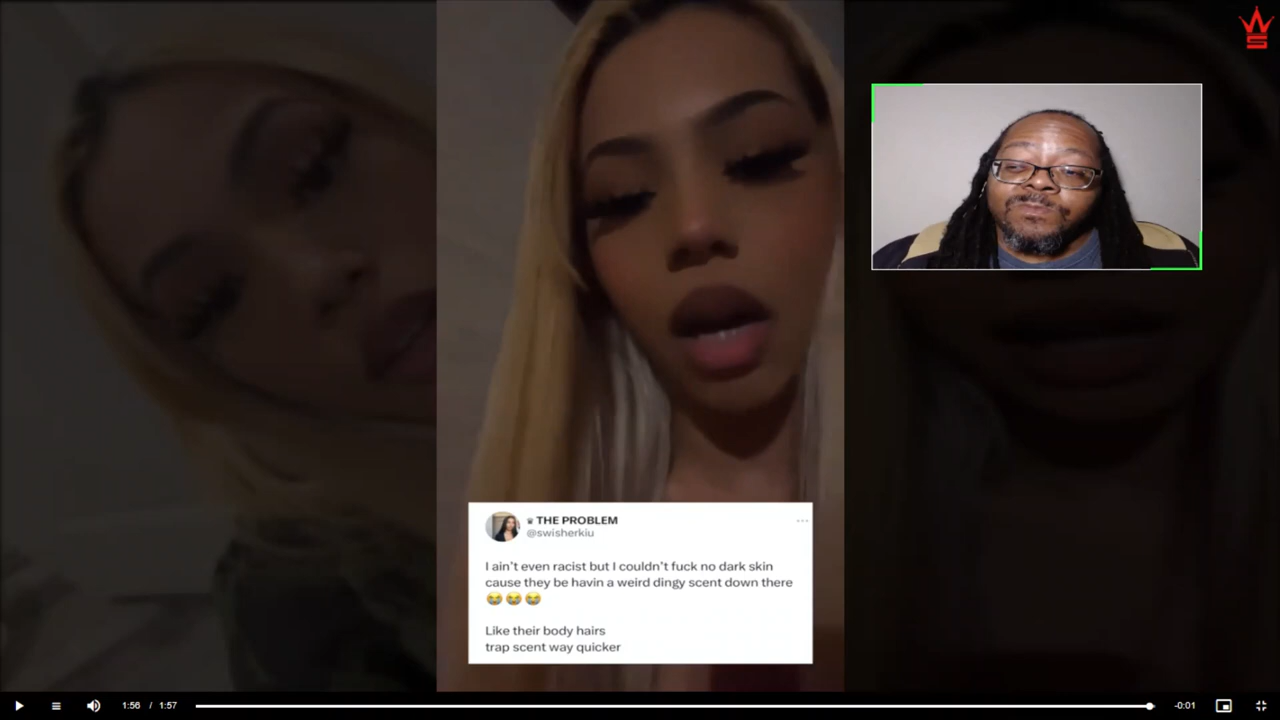 ♛ THE PROBLEM
@swisherkiu
I ain't even racist but I couldn't fuck no dark skin
cause they be havin a weird dingy scent down there
😭 😭 😭
Like their body hairs
trap scent way quicker
1:56 / 1:57
-0:01